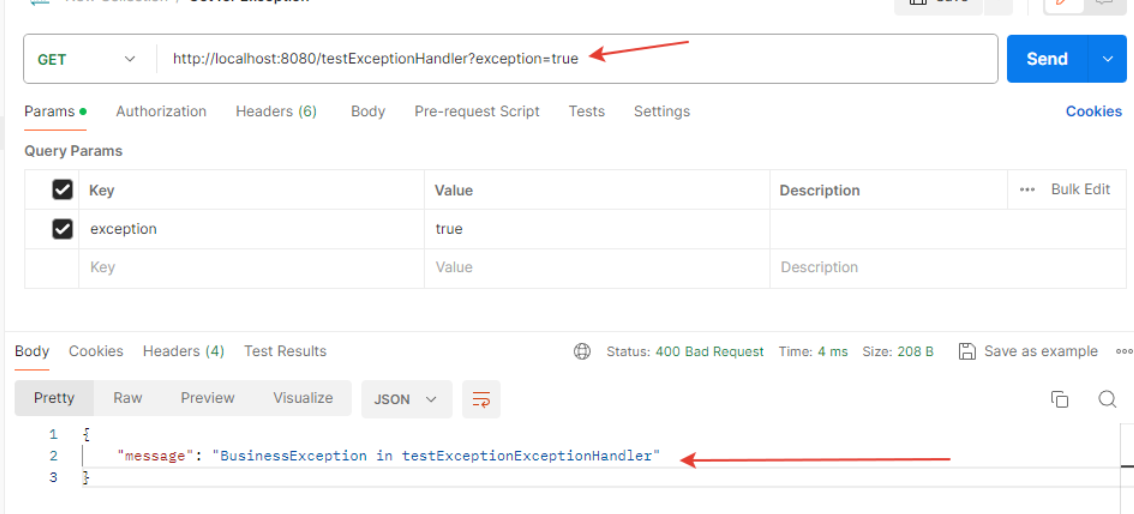 GET http://localhost:8080/testExceptionHandler?exception=true Send
Params Authorization Headers (6) Body Pre-request Script Tests Settings Cookies
Query Params
Key Value Description ••• Bulk Edit
exception true
Key Value Description
Body Cookies Headers (4) Test Results Status: 400 Bad Request Time: 4 ms Size: 208 B Save as example
Pretty Raw Preview Visualize JSON
1 {
2 "message": "BusinessException in testExceptionExceptionHandler"
3 }